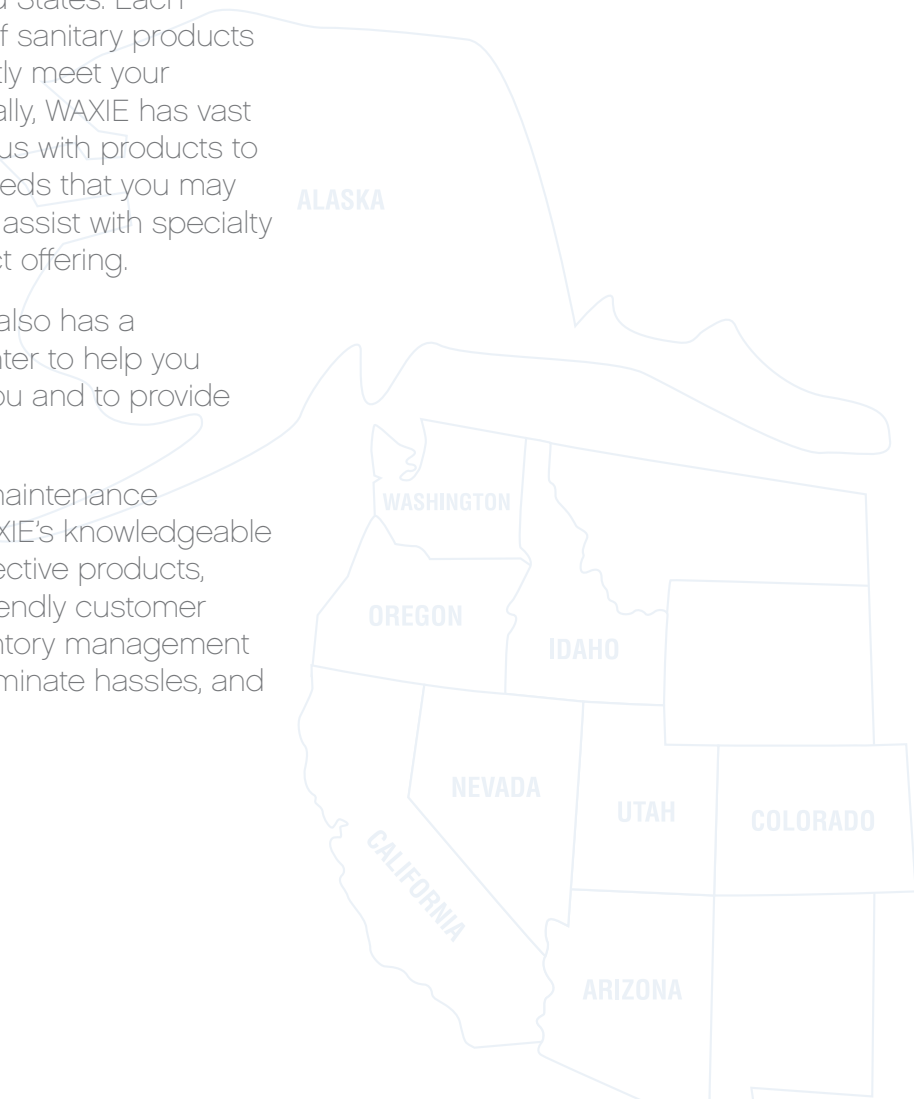 States. Each
f sanitary products
tly meet your
ally, WAXIE has vast
us with products to
eds that you may
assist with specialty
ct offering.
also has a
nter to help you
ou and to provide
naintenance
XIE’s knowledgeable
ective products,
endly customer
ntory management
minate hassles, and
ALASKA
WASHINGTON
OREGON
IDAHO
NEVADA
UTAH
COLORADO
CALIFORNIA
ARIZONA